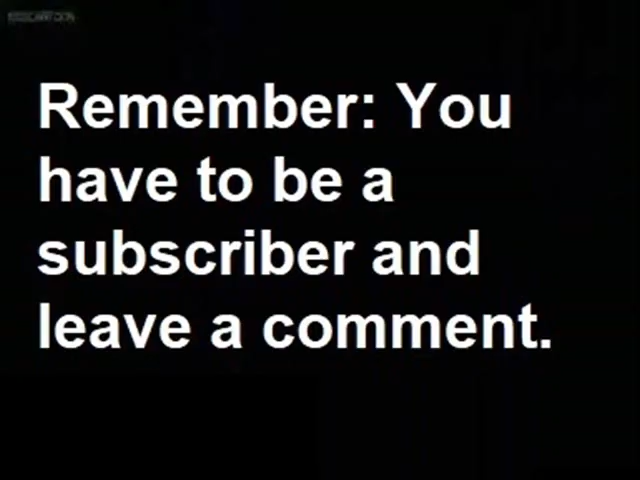 Remember: You
have to be a
subscriber and
leave a comment.